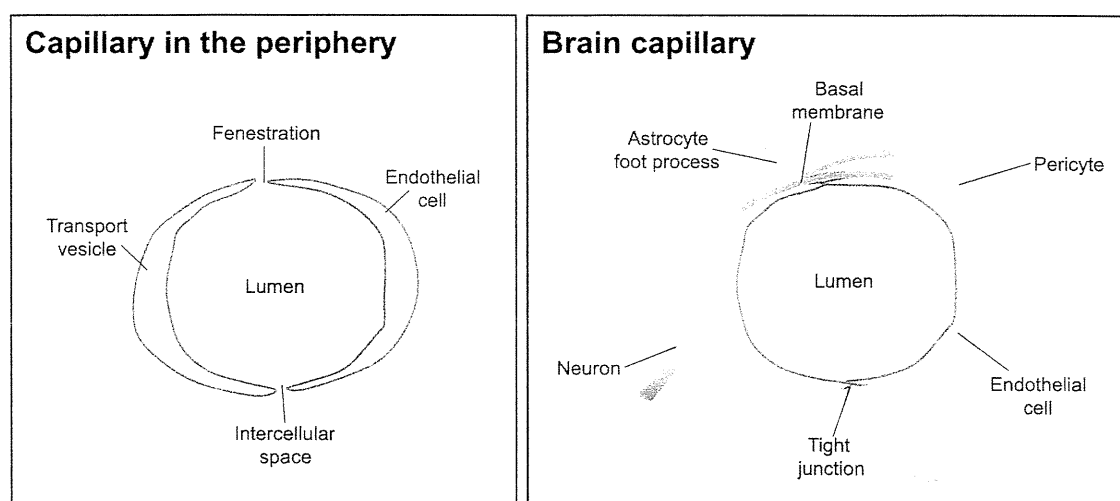 Capillary in the periphery
Fenestration
Endothelial
cell
Transport
vesicle
Lumen
Intercellular
space
Brain capillary
Basal
membrane
Astrocyte
foot process
Pericyte
Lumen
Neuron
Endothelial
cell
Tight
junction